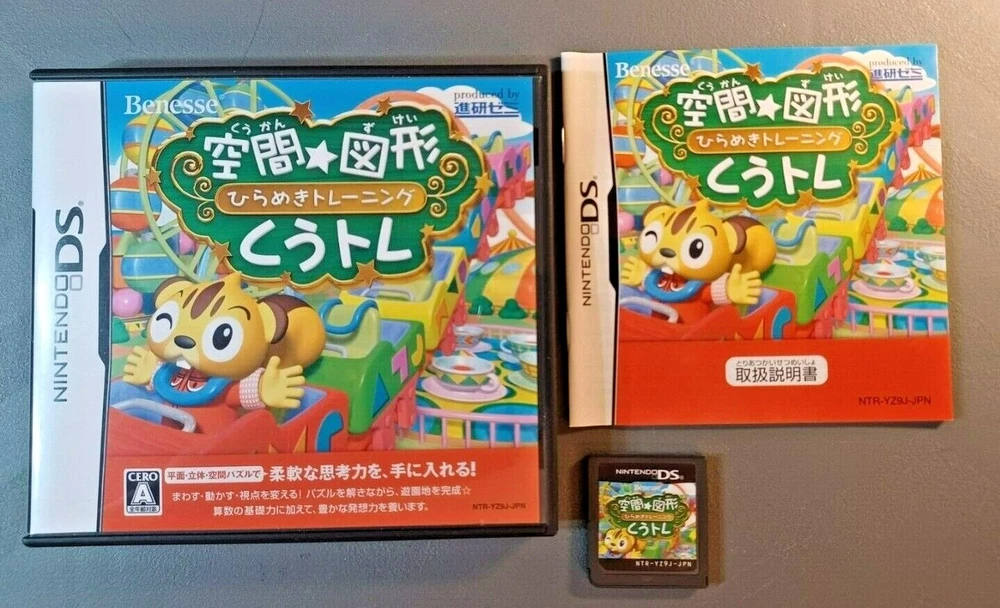 NINTENDO DS
Benesse
produced by
進研ゼミ
くうかん ずけい
空間★図形
ひらめきトレーニング
くうトレ
CERO
A
全年齢対象
平面・立体・空間パズルで 柔軟な思考力を、手に入れる!
まわす・動かす・視点を変える! パズルを解きながら、遊園地を完成☆
算数の基礎力に加えて、豊かな発想力を養います。
NTR-YZ9J-JPN
NINTENDO DS
Benesse
produced by
進研ゼミ
くうかん ずけい
空間★図形
ひらめきトレーニング
くうトレ
とりあつかいせつめいしょ
取扱説明書
NTR-YZ9J-JPN
NINTENDO DS
空間★図形
ひらめきトレーニング
くうトレ
NTR-YZ9J-JPN